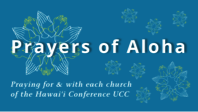 Prayers of Aloha
Praying for & with each church
of the Hawai'i Conference UCC